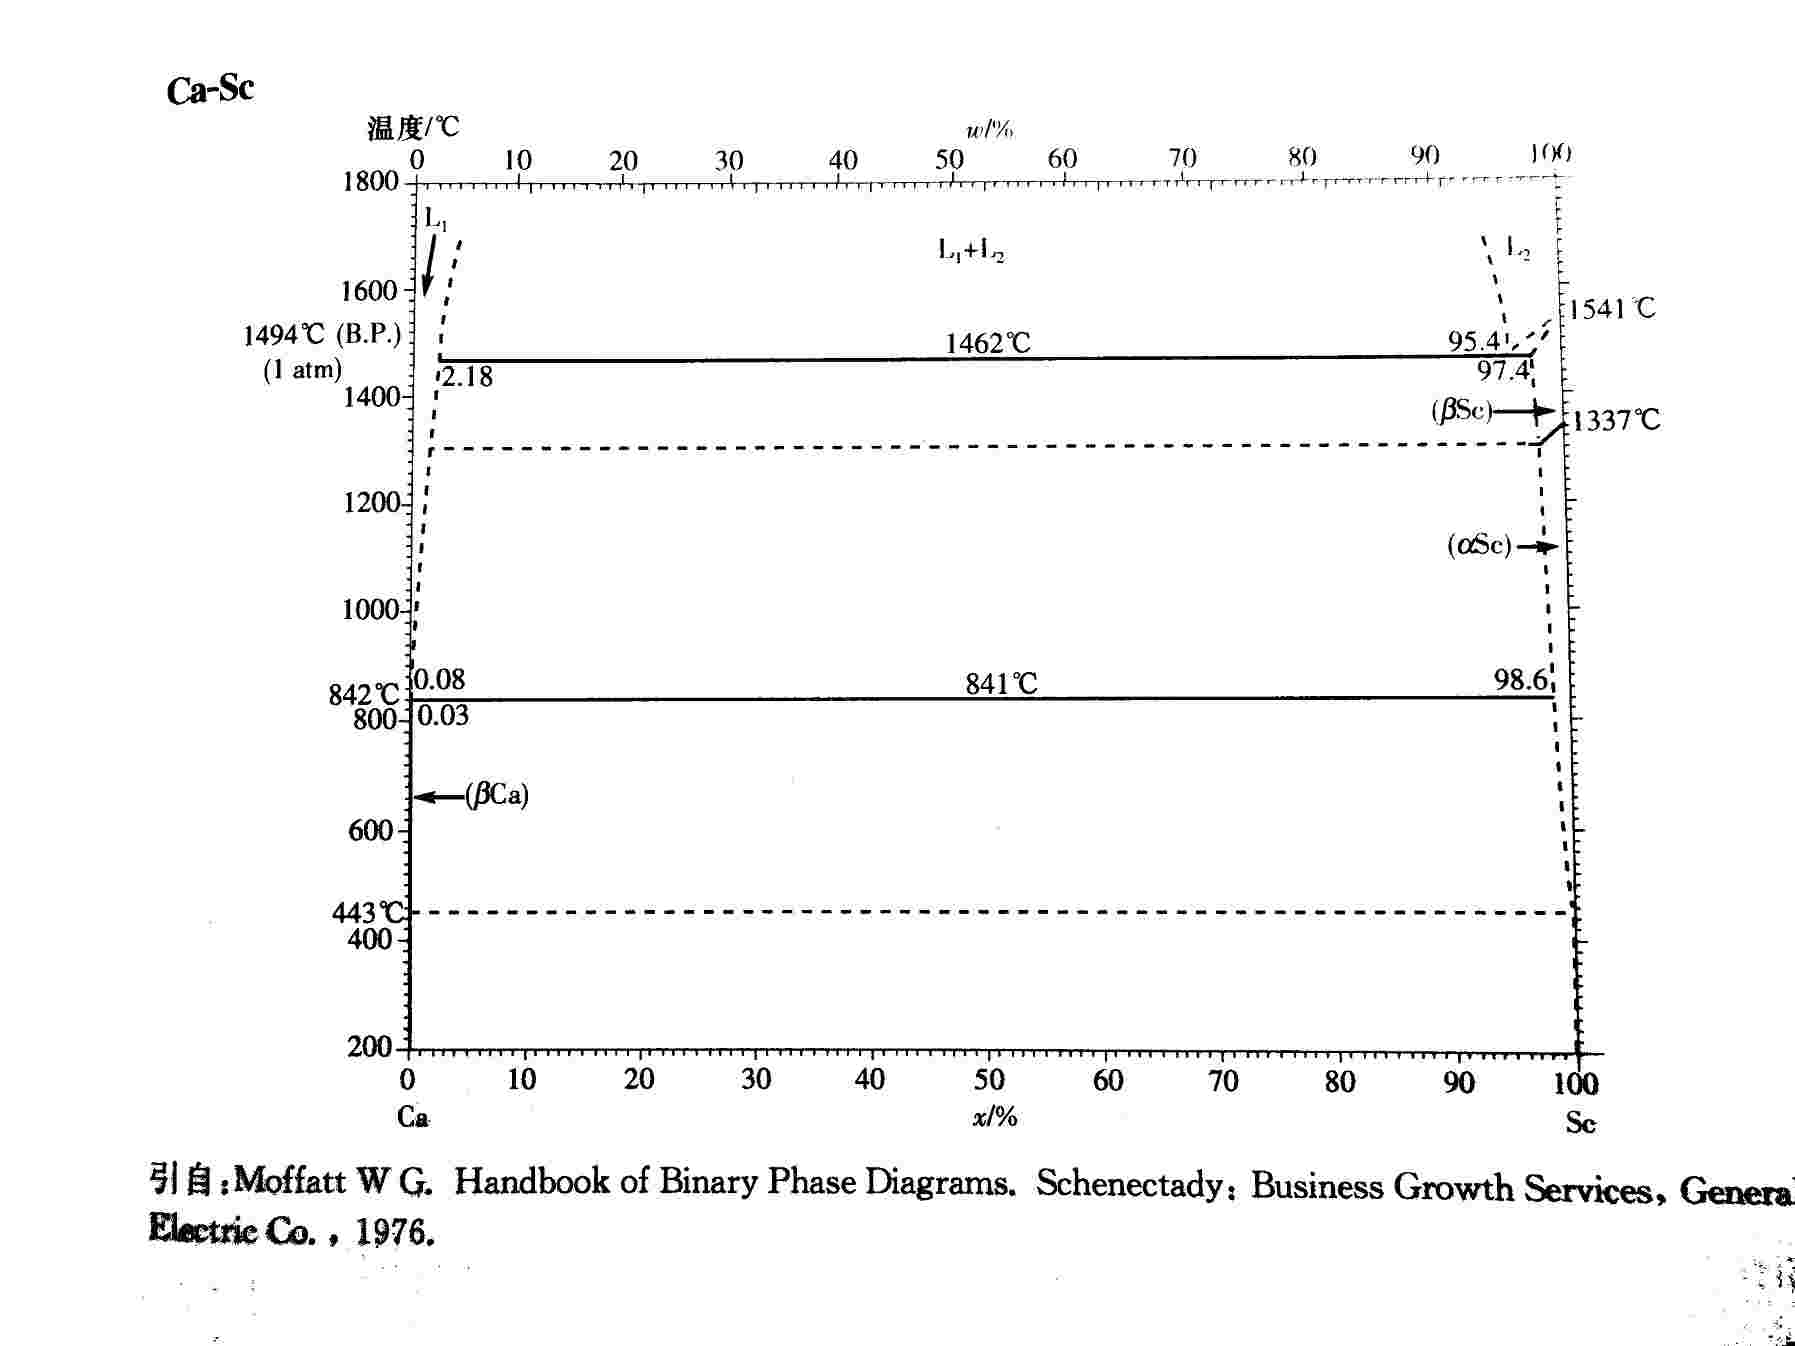 Ca-Sc
温度/℃
w/%
0 10 20 30 40 50 60 70 80 90 100
1800
L₁
L₁+L₂
L₂
1600
1541℃
1494℃ (B.P.)
(1 atm)
1462℃
95.4
2.18
97.4
1400
(βSc)
1337℃
1200
(αSc)
1000
0.08
841℃
98.6
842℃
0.03
800
(βCa)
600
443℃
400
200
0 10 20 30 40 50 60 70 80 90 100
Ca
x/%
Sc
引自:Moffatt W G. Handbook of Binary Phase Diagrams. Schenectady: Business Growth Services, General
Electric Co., 1976.